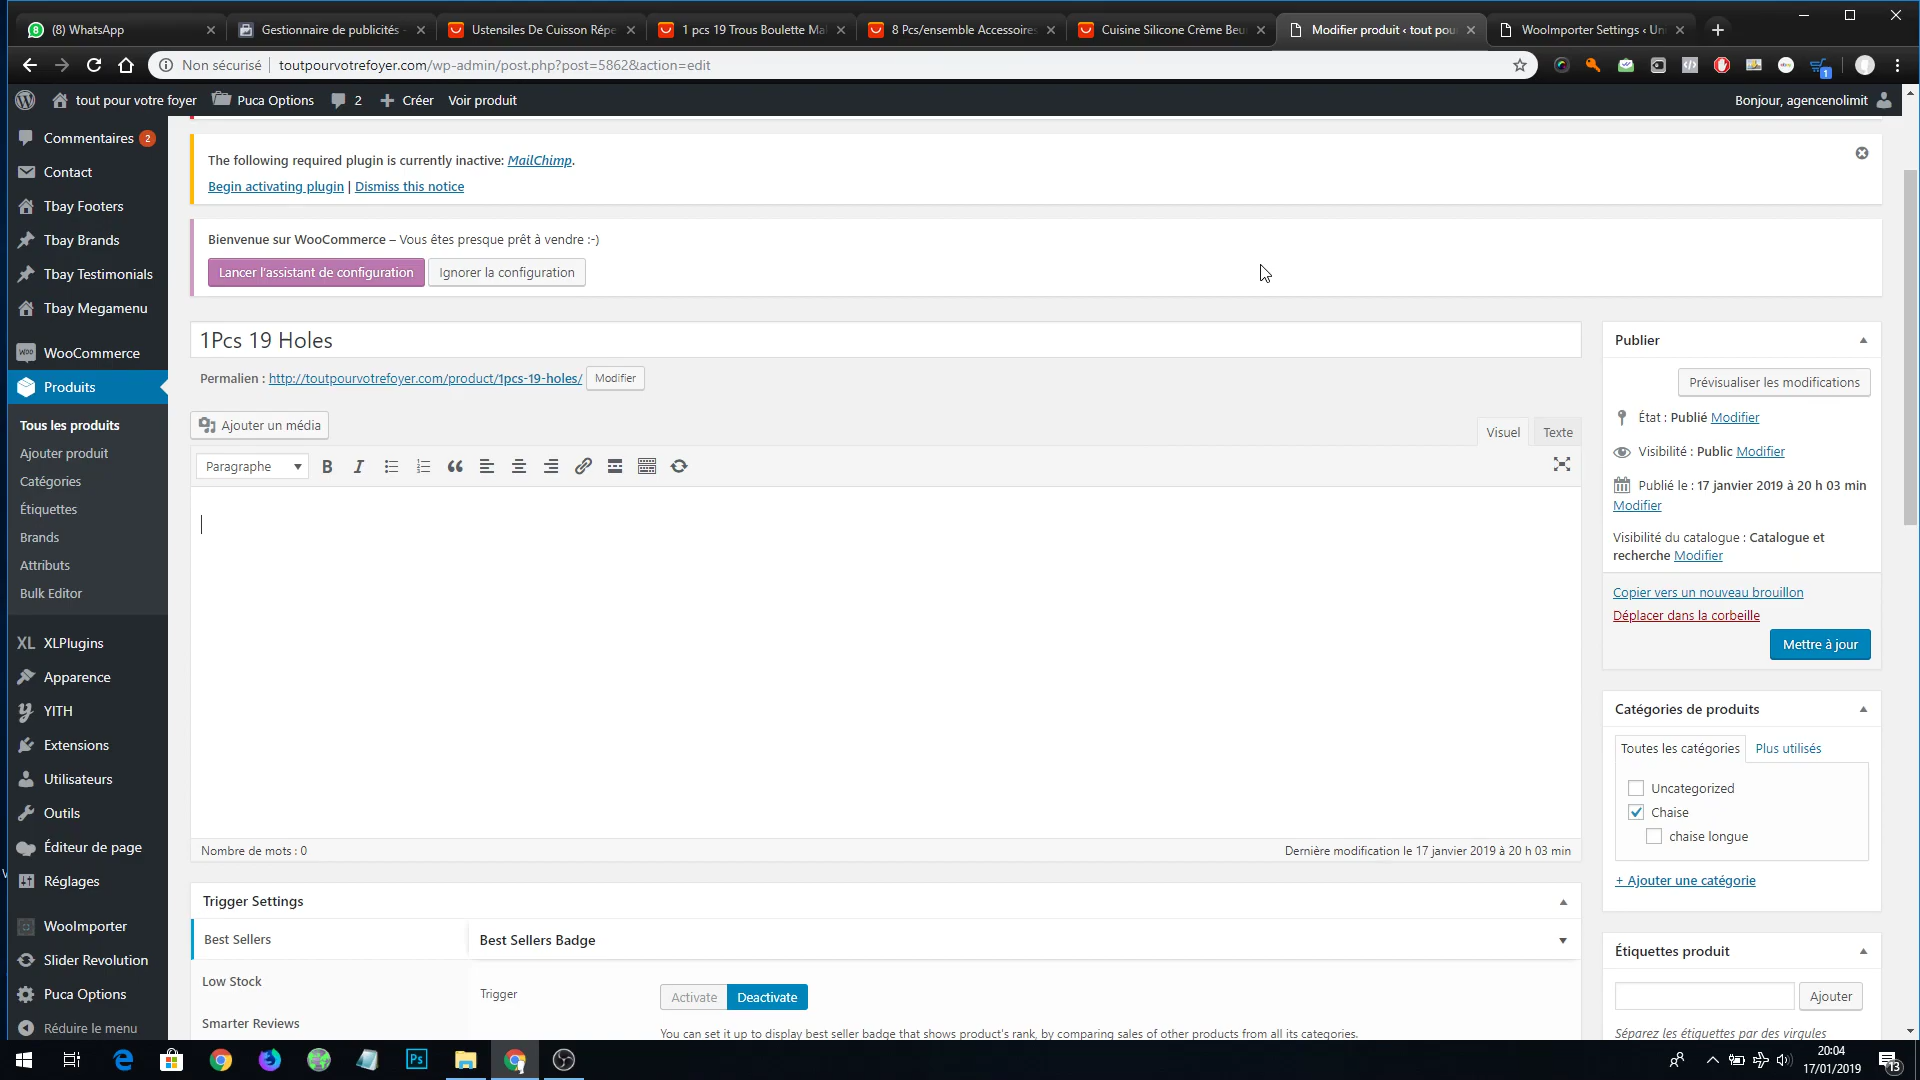 (8) WhatsApp
Gestionnaire de publicités
Ustensiles De Cuisson Répe
1 pcs 19 Trous Boulette Mal
8 Pcs/ensemble Accessoires
Cuisine Silicone Crème Beur
Modifier produit ‹ tout pour
WooImporter Settings ‹ Un
Non sécurisé | toutpourvotrefoyer.com/wp-admin/post.php?post=5862&action=edit
1
tout pour votre foyer
Puca Options
2
Créer
Voir produit
Bonjour, agencenolimit
Commentaires 2
Contact
Tbay Footers
Tbay Brands
Tbay Testimonials
Tbay Megamenu
WooCommerce
Produits
Tous les produits
Ajouter produit
Catégories
Étiquettes
Brands
Attributs
Bulk Editor
XL XLPlugins
Apparence
YITH
Extensions
Utilisateurs
Outils
Éditeur de page
Réglages
WooImporter
Slider Revolution
Puca Options
Réduire le menu
The following required plugin is currently inactive: MailChimp.
Begin activating plugin | Dismiss this notice
Bienvenue sur WooCommerce – Vous êtes presque prêt à vendre :-)
Lancer l'assistant de configuration
Ignorer la configuration
1Pcs 19 Holes
Permalien : http://toutpourvotrefoyer.com/product/1pcs-19-holes/ Modifier
Ajouter un média
Visuel
Texte
Paragraphe
B I
Nombre de mots : 0
Dernière modification le 17 janvier 2019 à 20 h 03 min
Trigger Settings
Best Sellers
Low Stock
Smarter Reviews
Best Sellers Badge
Trigger
Activate
Deactivate
You can set it up to display best seller badge that shows product's rank, by comparing sales of other products from all its categories.
Publier
Prévisualiser les modifications
État : Publié Modifier
Visibilité : Public Modifier
Publié le : 17 janvier 2019 à 20 h 03 min
Modifier
Visibilité du catalogue : Catalogue et
recherche Modifier
Copier vers un nouveau brouillon
Déplacer dans la corbeille
Mettre à jour
Catégories de produits
Toutes les catégories
Plus utilisés
Uncategorized
Chaise
chaise longue
+ Ajouter une catégorie
Étiquettes produit
Ajouter
Séparez les étiquettes par des virgules
Ps
20:04
17/01/2019
13